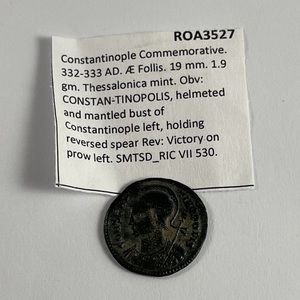 ROA3527
Constantinople Commemorative.
332-333 AD. Æ Follis. 19 mm. 1.9
gm. Thessalonica mint. Obv:
CONSTAN-TINOPOLIS, helmeted
and mantled bust of
Constantinople left, holding
reversed spear Rev: Victory on
prow left. SMTSD_RIC VII 530.